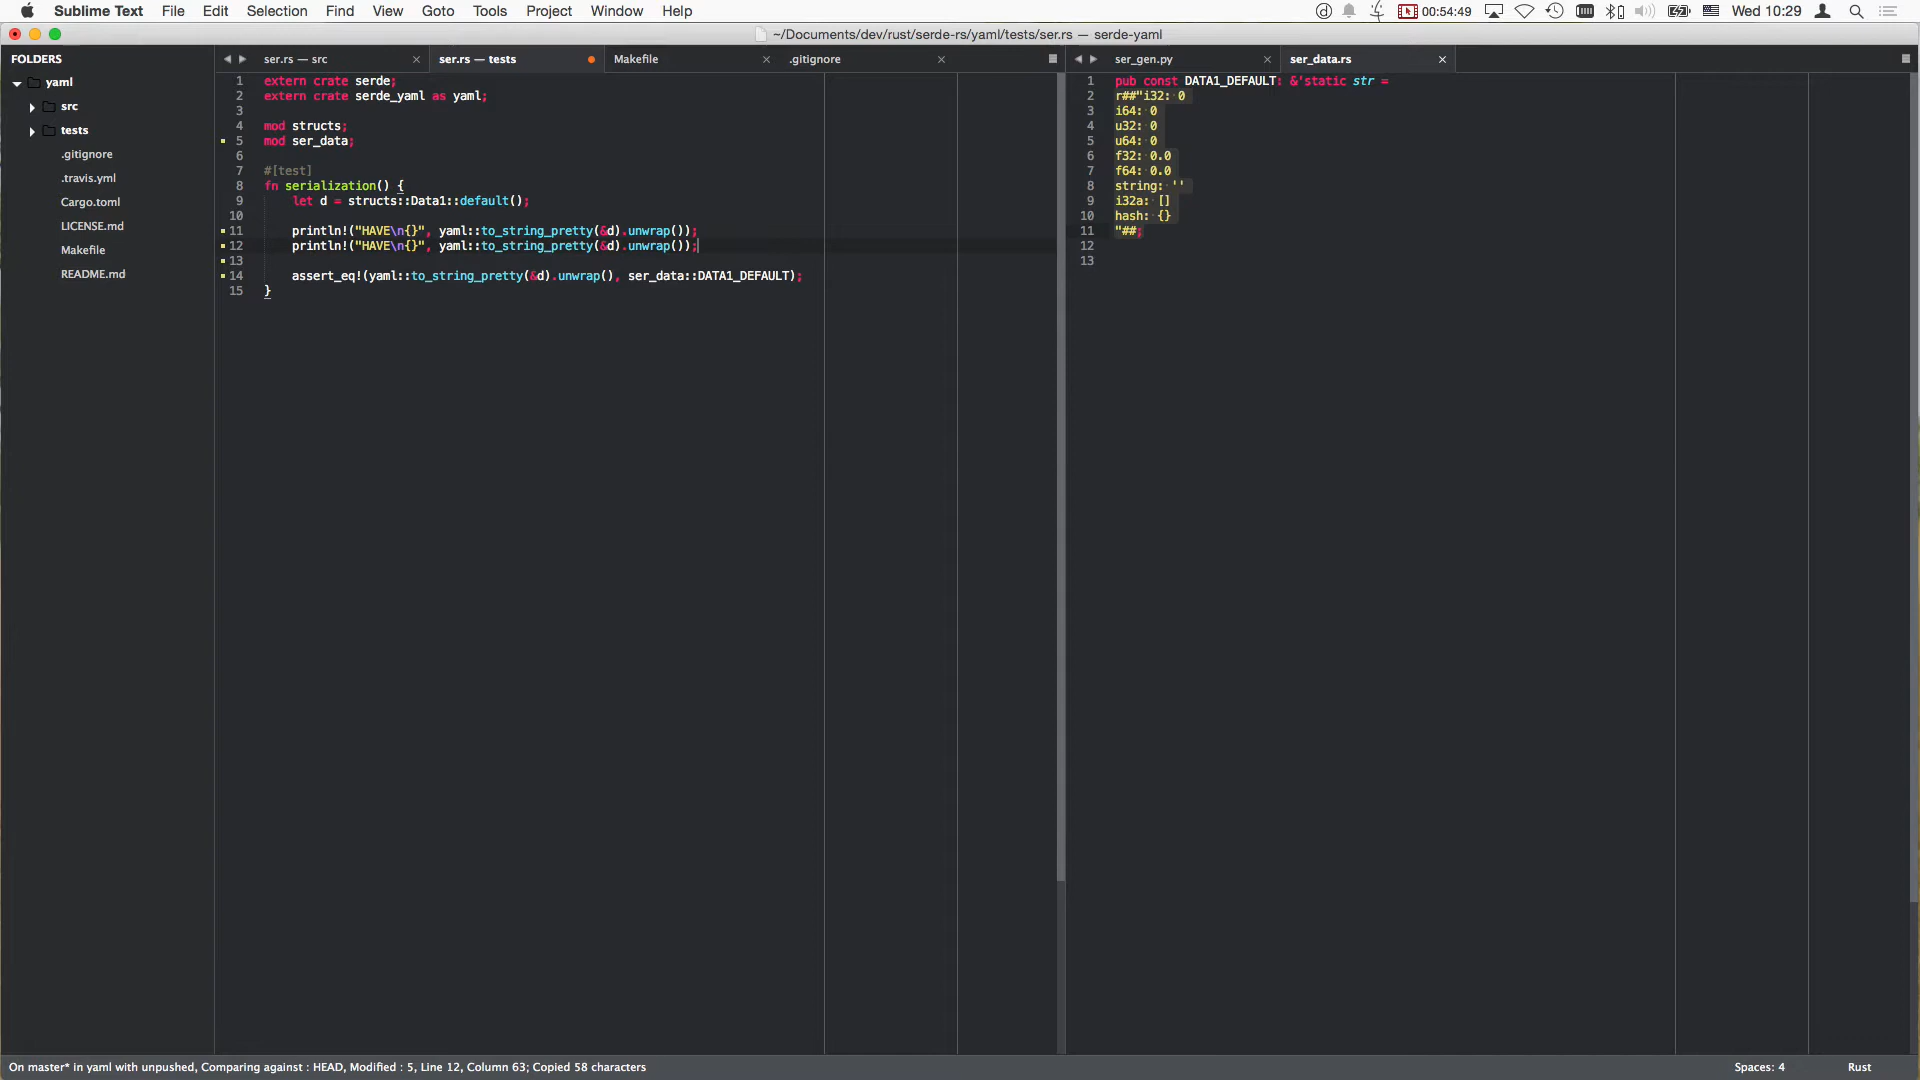 Sublime Text File Edit Selection Find View Goto Tools Project Window Help 00:54:49 Wed 10:29
~/Documents/dev/rust/serde-rs/yaml/tests/ser.rs — serde-yaml
FOLDERS
yaml
src
tests
.gitignore
.travis.yml
Cargo.toml
LICENSE.md
Makefile
README.md
ser.rs — src
ser.rs — tests
Makefile
.gitignore
1 extern crate serde;
2 extern crate serde_yaml as yaml;
3
4 mod structs;
5 mod ser_data;
6
7 #[test]
8 fn serialization() {
9 let d = structs::Data1::default();
10
11 println!("HAVE\n{}", yaml::to_string_pretty(&d).unwrap());
12 println!("HAVE\n{}", yaml::to_string_pretty(&d).unwrap());
13
14 assert_eq!(yaml::to_string_pretty(&d).unwrap(), ser_data::DATA1_DEFAULT);
15 }
ser_gen.py
ser_data.rs
1 pub const DATA1_DEFAULT: &'static str =
2 r##"i32: 0
3 i64: 0
4 u32: 0
5 u64: 0
6 f32: 0.0
7 f64: 0.0
8 string: ''
9 i32a: []
10 hash: {}
11 "##;
12
13
On master* in yaml with unpushed, Comparing against : HEAD, Modified : 5, Line 12, Column 63; Copied 58 characters
Spaces: 4
Rust